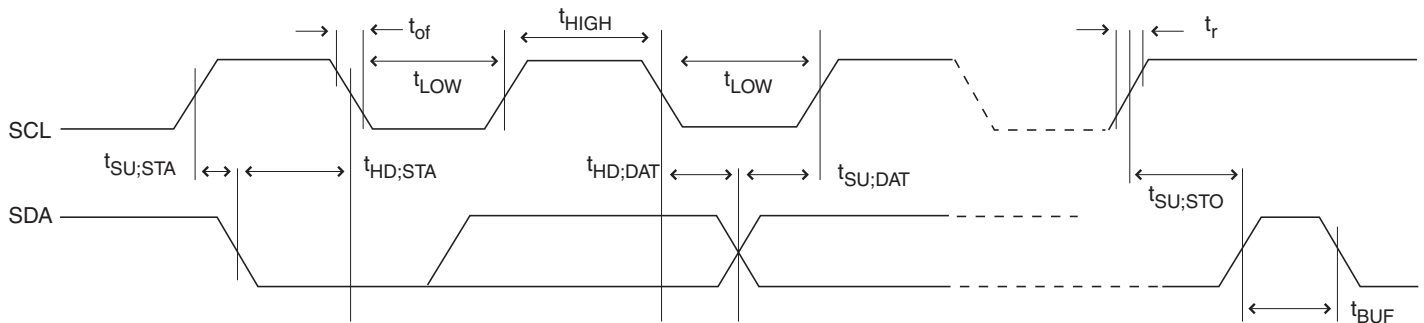 t_of
t_HIGH
t_r
t_LOW
t_LOW
SCL
t_SU;STA
t_HD;STA
t_HD;DAT
t_SU;DAT
t_SU;STO
SDA
t_BUF